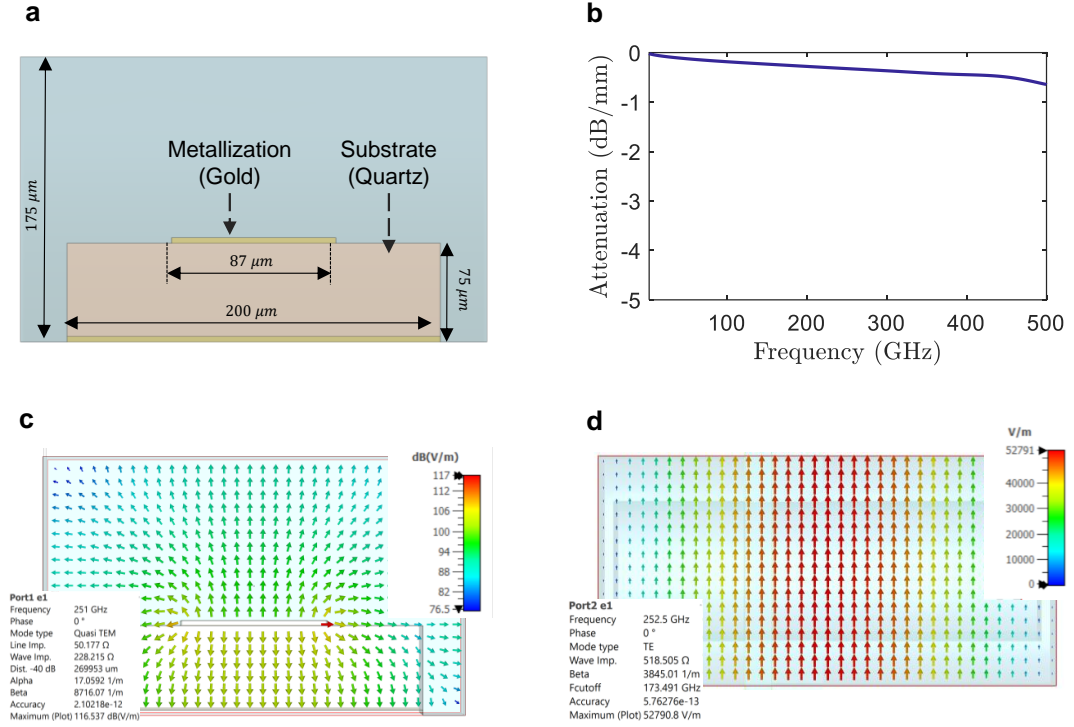 a
Metallization
(Gold)
Substrate
(Quartz)
175 μm
87 μm
75 μm
200 μm
b
Attenuation (dB/mm)
0
-1
-2
-3
-4
-5
100
200
300
400
500
Frequency (GHz)
c
dB(V/m)
117
112
106
100
94
88
82
76.5
Port1 e1
Frequency 251 GHz
Phase 0 °
Mode type Quasi TEM
Line Imp. 50.177 Ω
Wave Imp. 228.215 Ω
Dist. -40 dB 269953 um
Alpha 17.0592 1/m
Beta 8716.07 1/m
Accuracy 2.10218e-12
Maximum (Plot) 116.537 dB(V/m)
d
V/m
52791
40000
30000
20000
10000
0
Port2 e1
Frequency 252.5 GHz
Phase 0 °
Mode type TE
Wave Imp. 518.505 Ω
Beta 3845.01 1/m
Fcutoff 173.491 GHz
Accuracy 5.76276e-13
Maximum (Plot) 52790.8 V/m